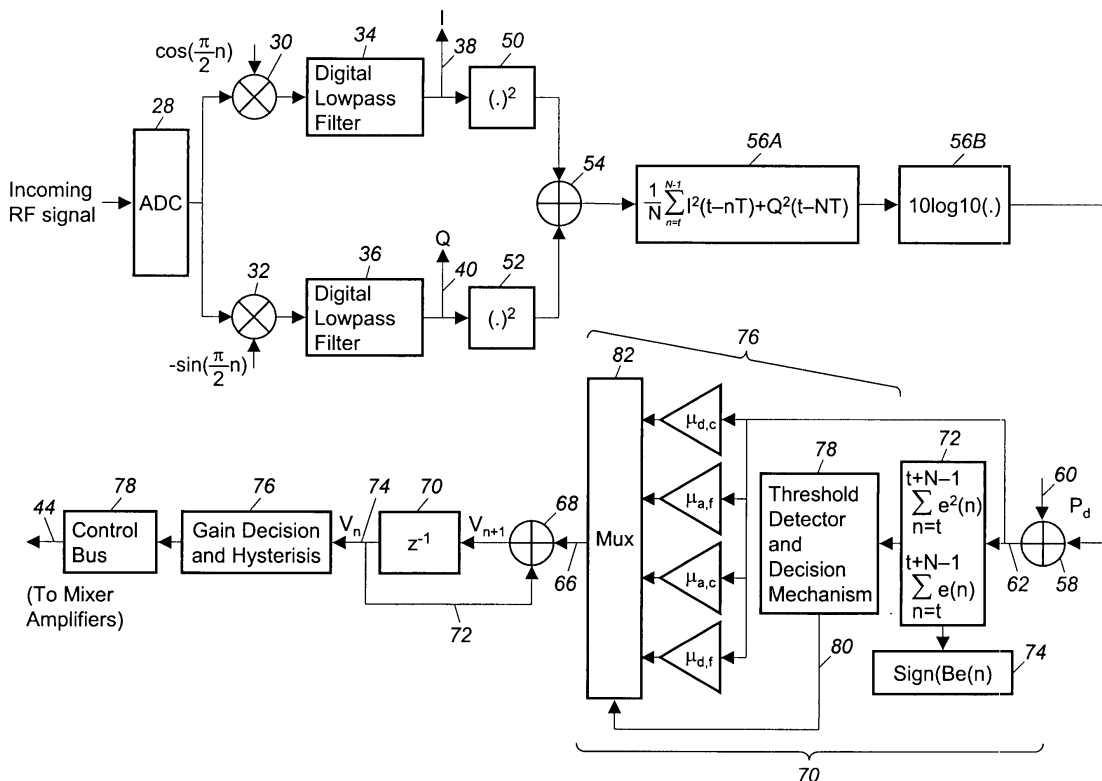 I
cos(π/2 n)
30
34
38
50
Digital
Lowpass
Filter
(.)²
28
56A
56B
54
Incoming
RF signal
ADC
1/N N-1 ∑ n=t I²(t–nT)+Q²(t–NT)
10log10(.)
Q
32
36
40
52
Digital
Lowpass
Filter
(.)²
-sin(π/2 n)
76
82
μd,c
78
72
60
Pd
44
78
76
74
70
68
μa,f
Threshold
Detector
and
Decision
Mechanism
t+N–1
∑ e²(n)
n=t
Control
Bus
Gain Decision
and Hysterisis
Vn
z⁻¹
Vn+1
Mux
66
62
58
t+N–1
∑ e(n)
n=t
μa,c
(To Mixer
Amplifiers)
72
μd,f
80
Sign(Be(n)
74
70